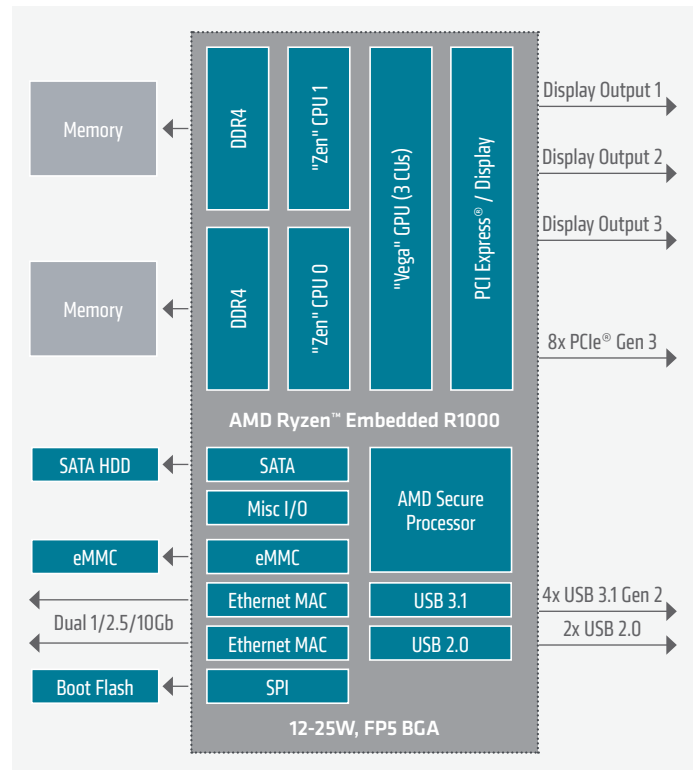 Memory
DDR4
"Zen" CPU 1
"Vega" GPU (3 CUs)
PCI Express® / Display
Display Output 1
Display Output 2
Display Output 3
Memory
DDR4
"Zen" CPU 0
8x PCIe® Gen 3
AMD Ryzen™ Embedded R1000
SATA HDD
SATA
AMD Secure
Processor
Misc I/O
eMMC
eMMC
Dual 1/2.5/10Gb
Ethernet MAC
USB 3.1
4x USB 3.1 Gen 2
Ethernet MAC
USB 2.0
2x USB 2.0
Boot Flash
SPI
12-25W, FP5 BGA